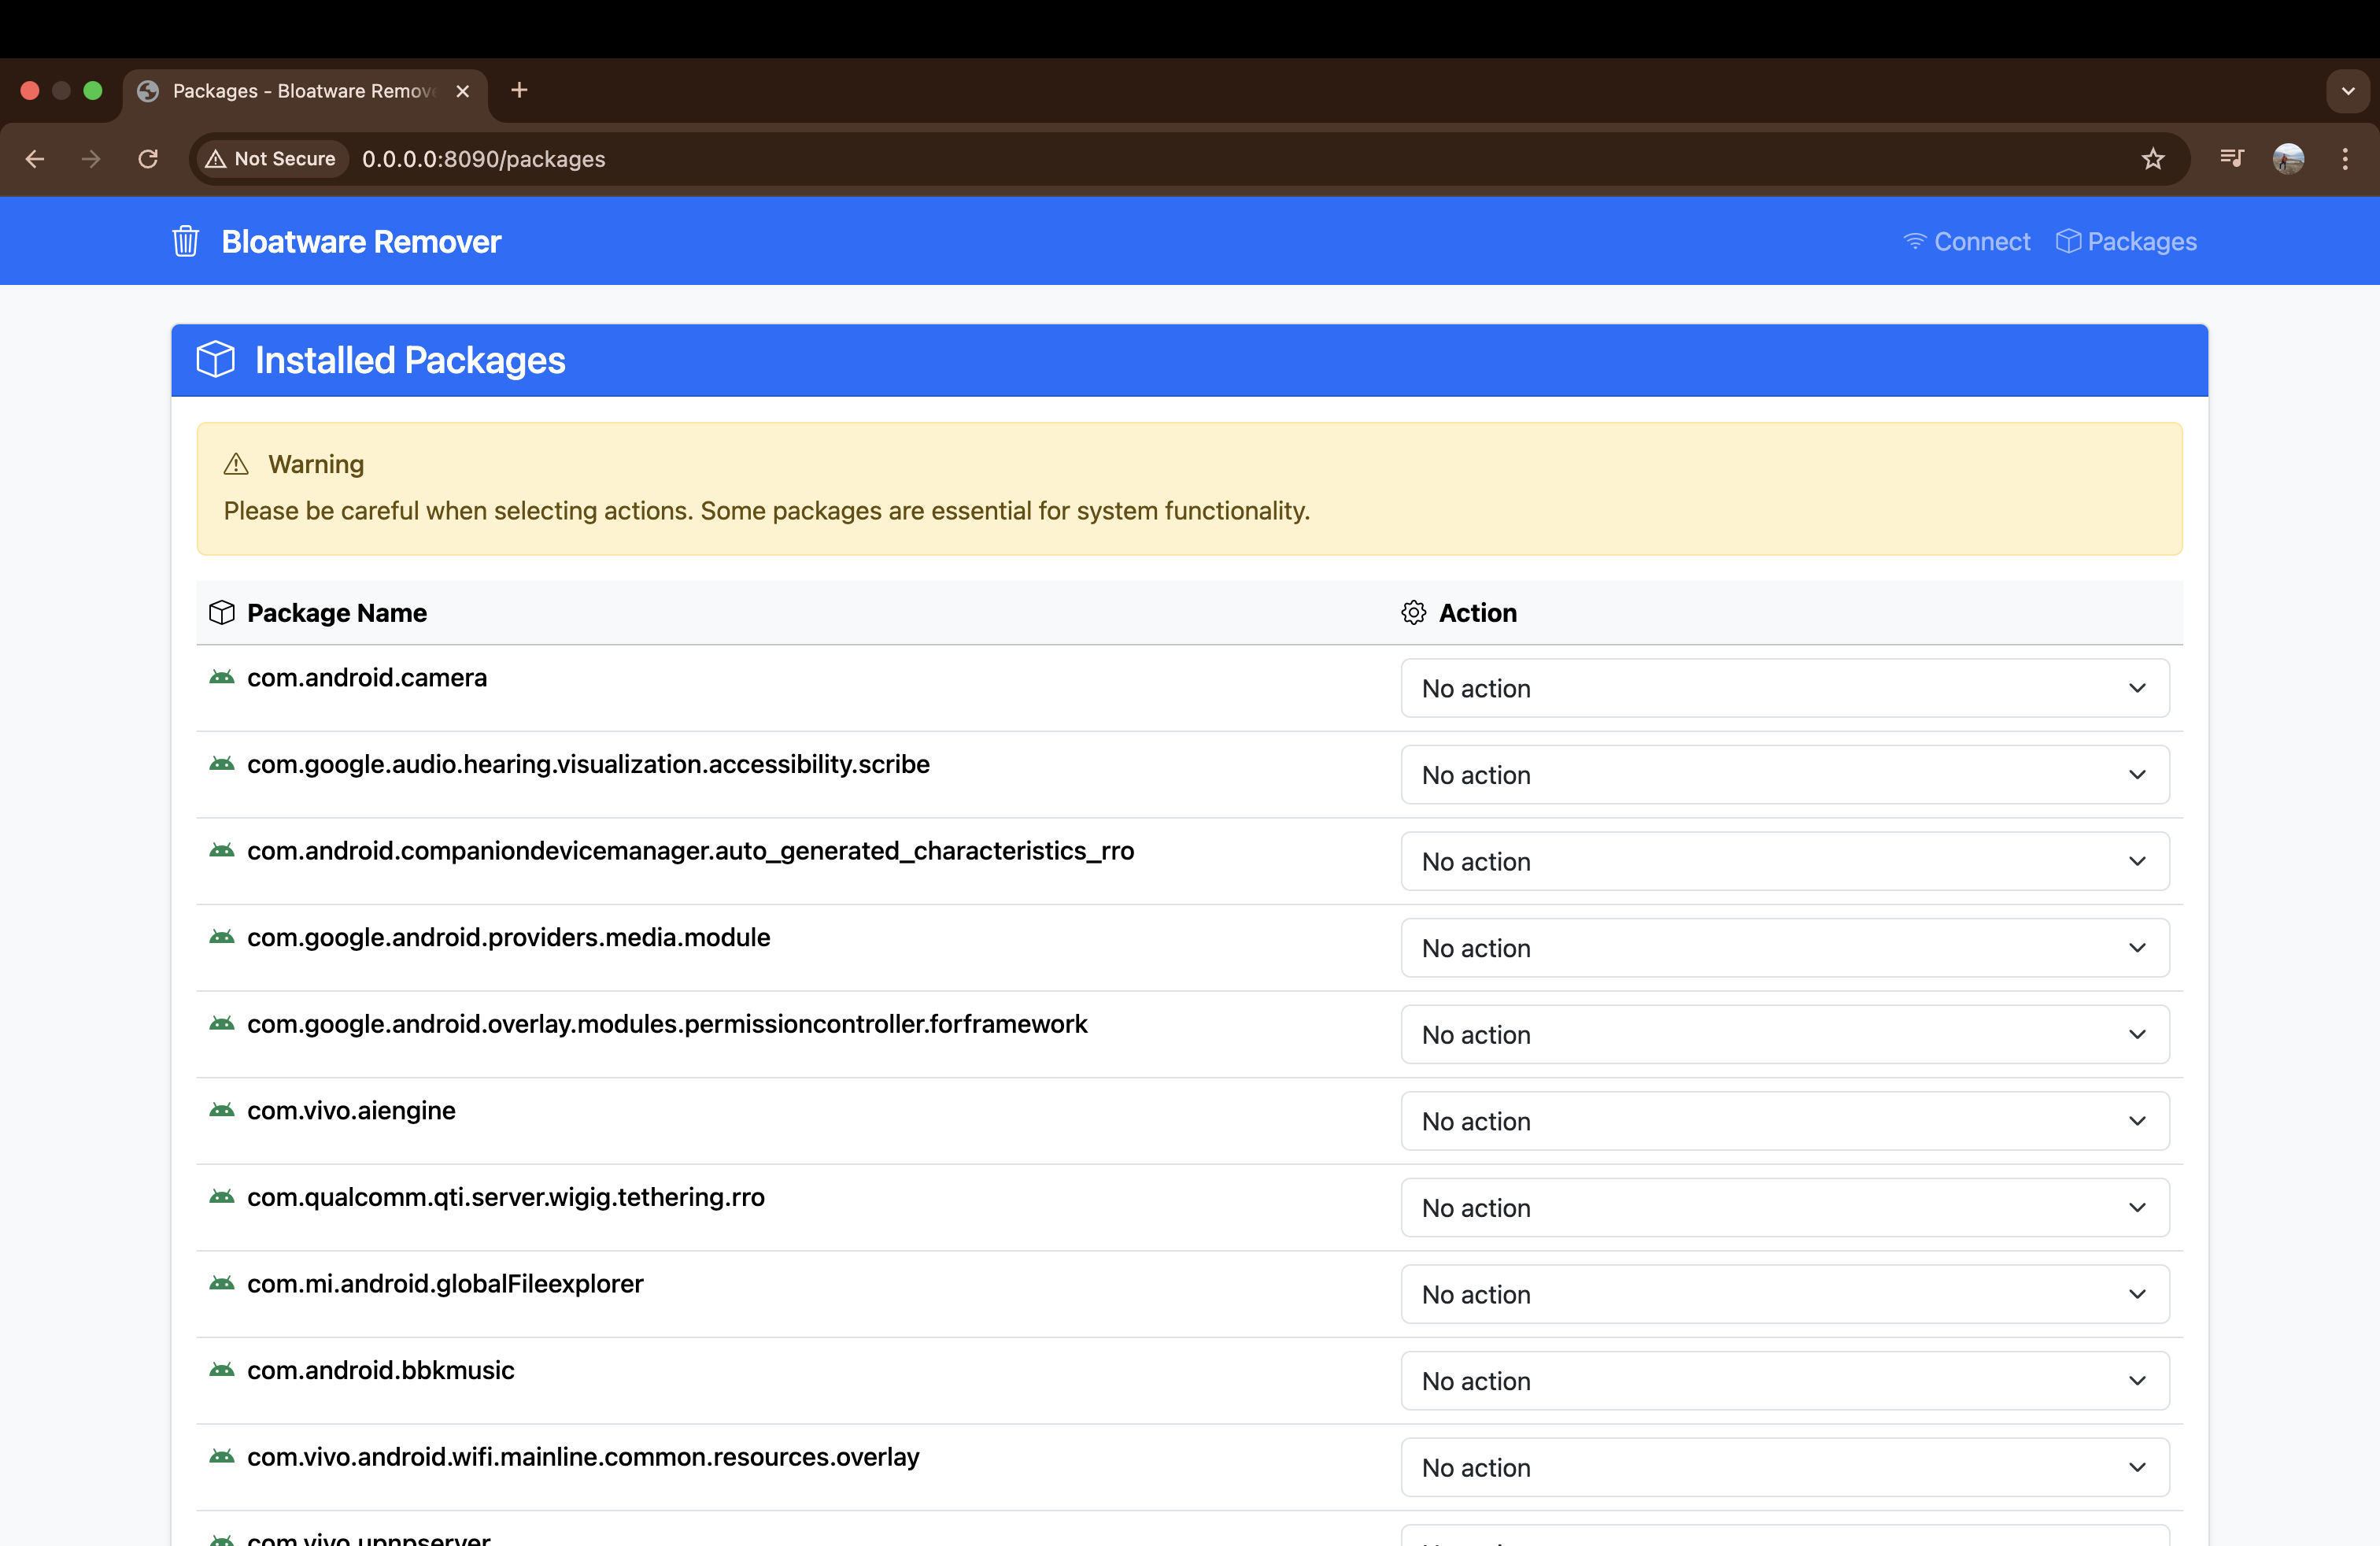 Packages - Bloatware Remove
Not Secure 0.0.0.0:8090/packages
Bloatware Remover
Connect Packages
Installed Packages
Warning
Please be careful when selecting actions. Some packages are essential for system functionality.
Package Name Action
com.android.camera No action
com.google.audio.hearing.visualization.accessibility.scribe No action
com.android.companiondevicemanager.auto_generated_characteristics_rro No action
com.google.android.providers.media.module No action
com.google.android.overlay.modules.permissioncontroller.forframework No action
com.vivo.aiengine No action
com.qualcomm.qti.server.wigig.tethering.rro No action
com.mi.android.globalFileexplorer No action
com.android.bbkmusic No action
com.vivo.android.wifi.mainline.common.resources.overlay No action
com.vivo.upnpserver